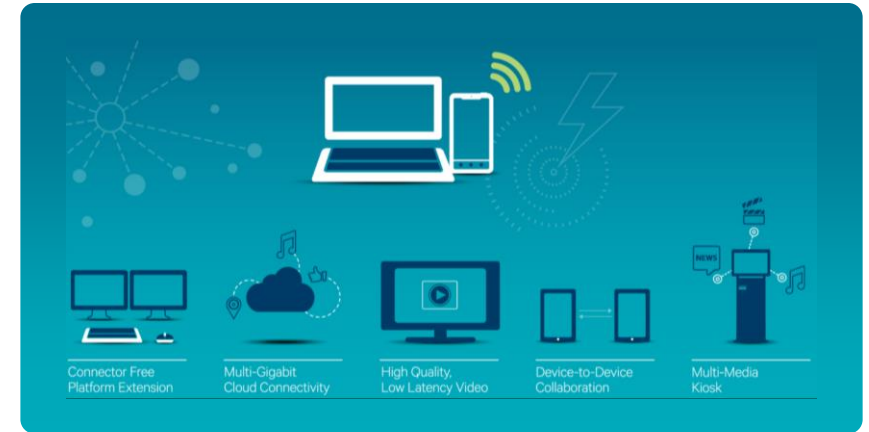 NEWS
Connector Free
Platform Extension
Multi-Gigabit
Cloud Connectivity
High Quality,
Low Latency Video
Device-to-Device
Collaboration
Multi-Media
Kiosk